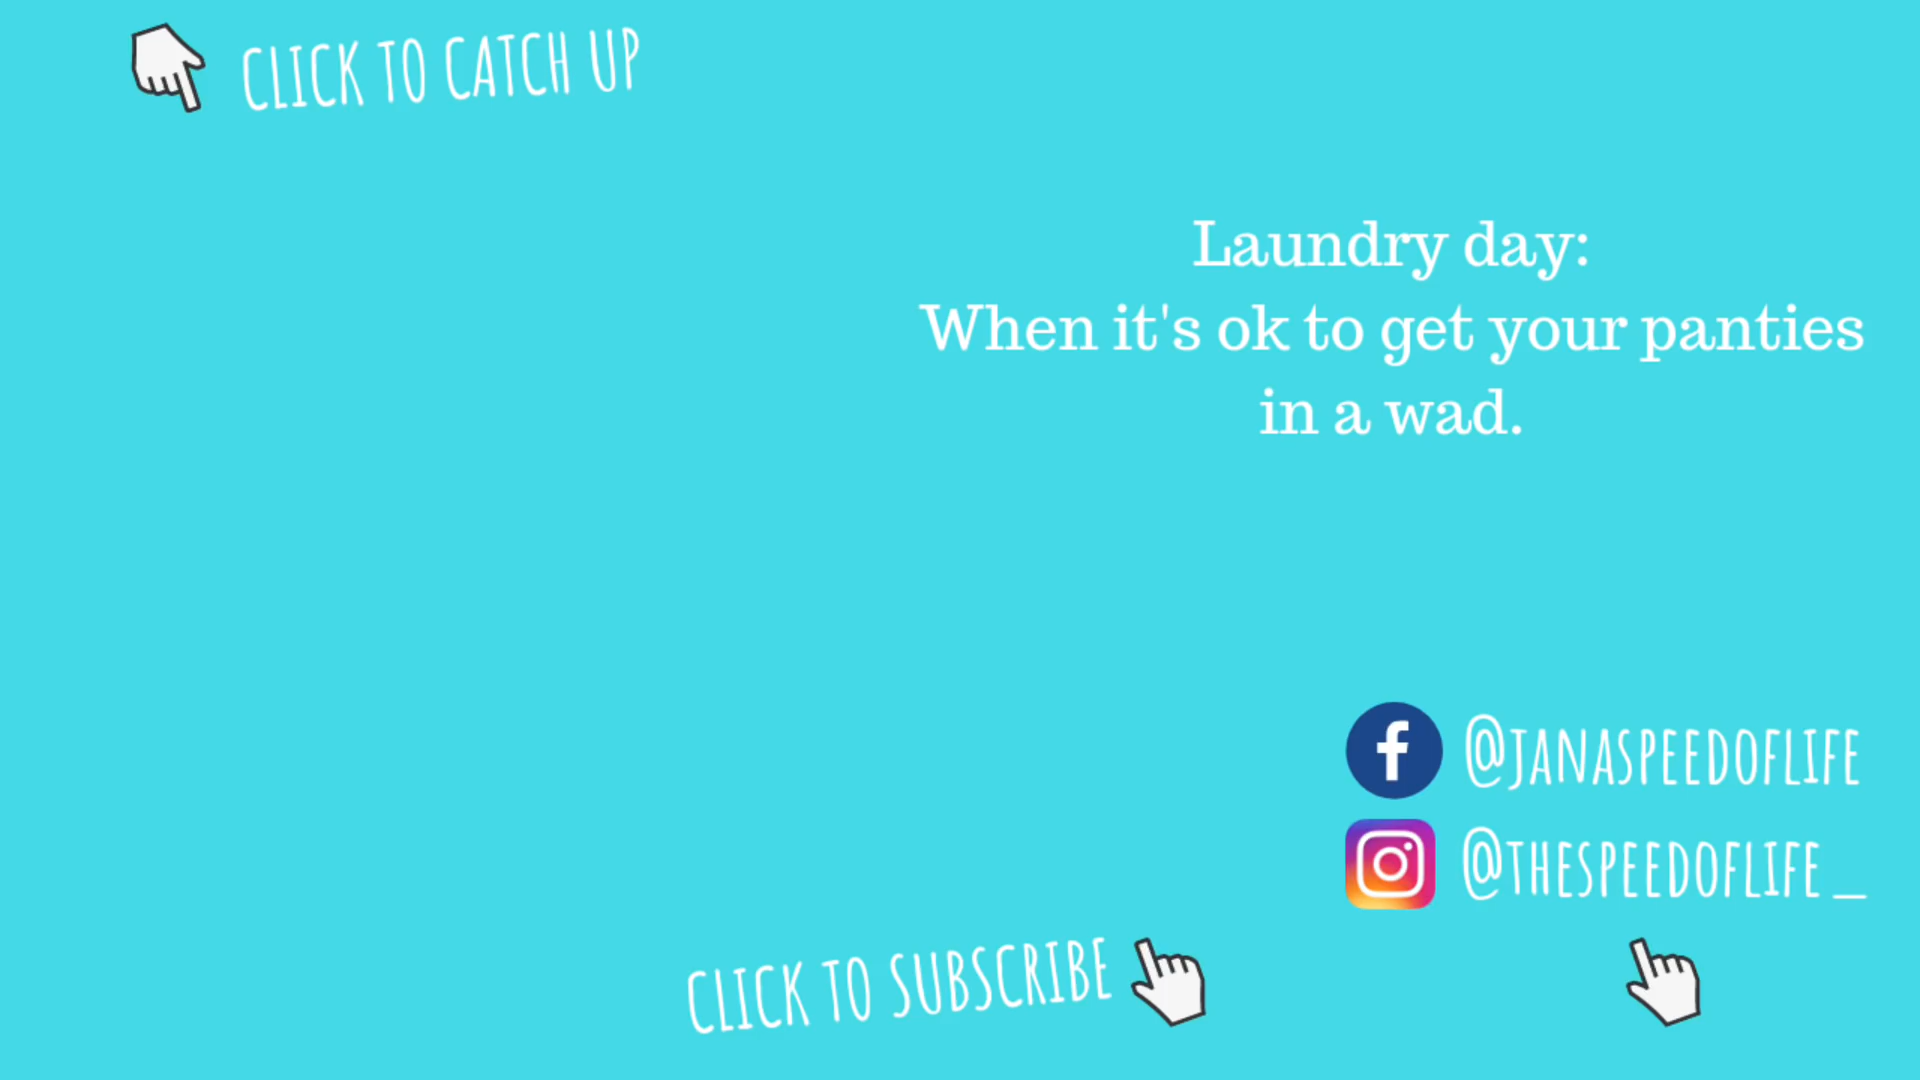 CLICK TO CATCH UP
Laundry day:
When it's ok to get your panties
in a wad.
@JANASPEEDOFLIFE
@THESPEEDOFLIFE_
CLICK TO SUBSCRIBE